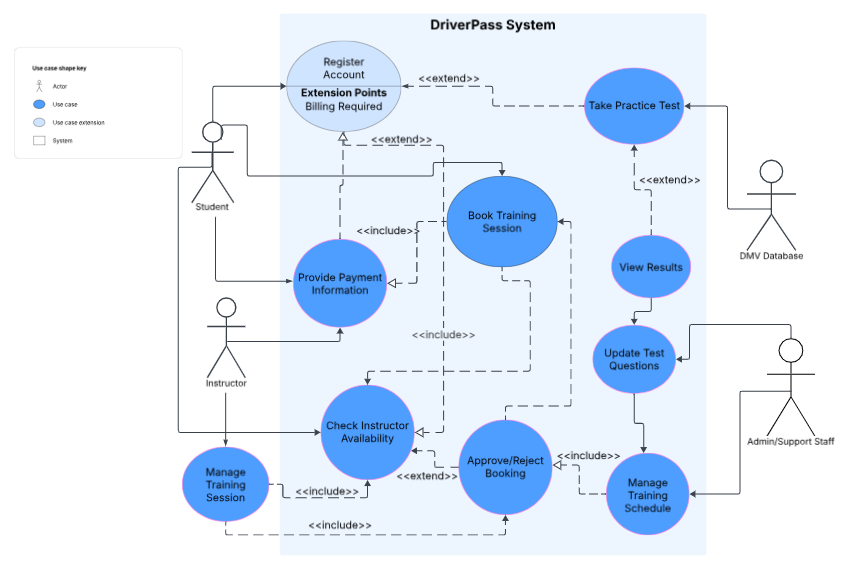 DriverPass System
Use case shape key
Actor
Use case
Use case extension
System
Register
Account
Extension Points
Billing Required
<<extend>>
Take Practice Test
<<extend>>
Student
<<extend>>
Book Training
Session
<<include>>
DMV Database
View Results
Provide Payment
Information
Instructor
<<include>>
Update Test
Questions
Check Instructor
Availability
Admin/Support Staff
Approve/Reject
Booking
<<include>>
<<extend>>
Manage
Training
Session
<<include>>
Manage
Training
Schedule
<<include>>